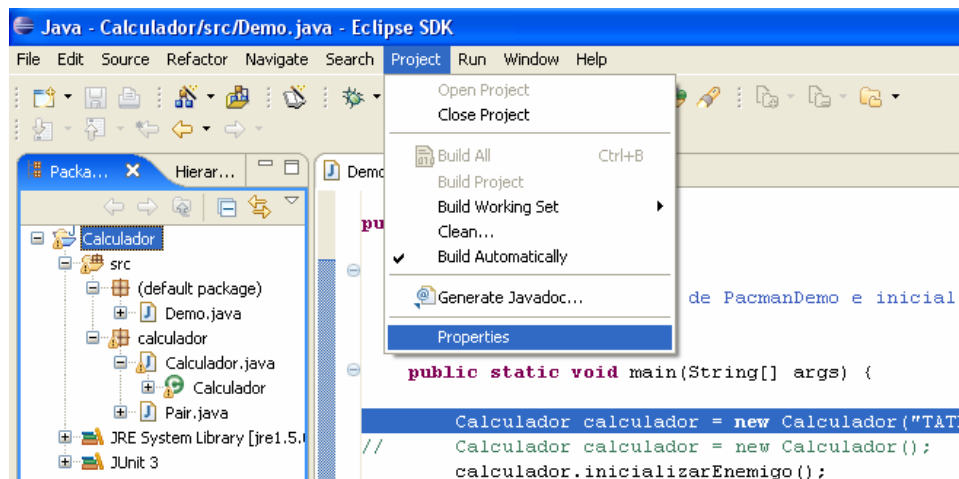 Java - Calculador/src/Demo.java - Eclipse SDK
File Edit Source Refactor Navigate Search Project Run Window Help
Open Project
Close Project
Build All Ctrl+B
Build Project
Build Working Set
Clean...
Build Automatically
Generate Javadoc...
Properties
Packa... Hierar...
Calculador
src
(default package)
Demo.java
calculador
Calculador.java
Calculador
Pair.java
JRE System Library [jre1.5.
JUnit 3
Demo
pu
de PacmanDemo e inicial
public static void main(String[] args) {
Calculador calculador = new Calculador("TAT
// Calculador calculador = new Calculador();
calculador.inicializarEnemigo();